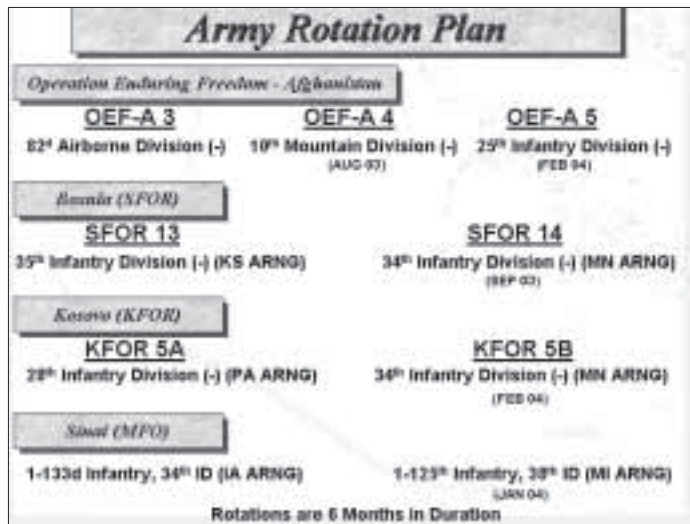 Army Rotation Plan
Operation Enduring Freedom - Afghanistan
OEF-A 3 OEF-A 4 OEF-A 5
82d Airborne Division (-) 10th Mountain Division (-) 25th Infantry Division (-)
(AUG 03) (FEB 04)
Bosnia (SFOR)
SFOR 13 SFOR 14
35th Infantry Division (-) (KS ARNG) 34th Infantry Division (-) (MN ARNG)
(SEP 03)
Kosovo (KFOR)
KFOR 5A KFOR 5B
28th Infantry Division (-) (PA ARNG) 34th Infantry Division (-) (MN ARNG)
(FEB 04)
Sinai (MFO)
1-133d Infantry, 34th ID (IA ARNG) 1-125th Infantry, 38th ID (MI ARNG)
(JAN 04)
Rotations are 6 Months in Duration